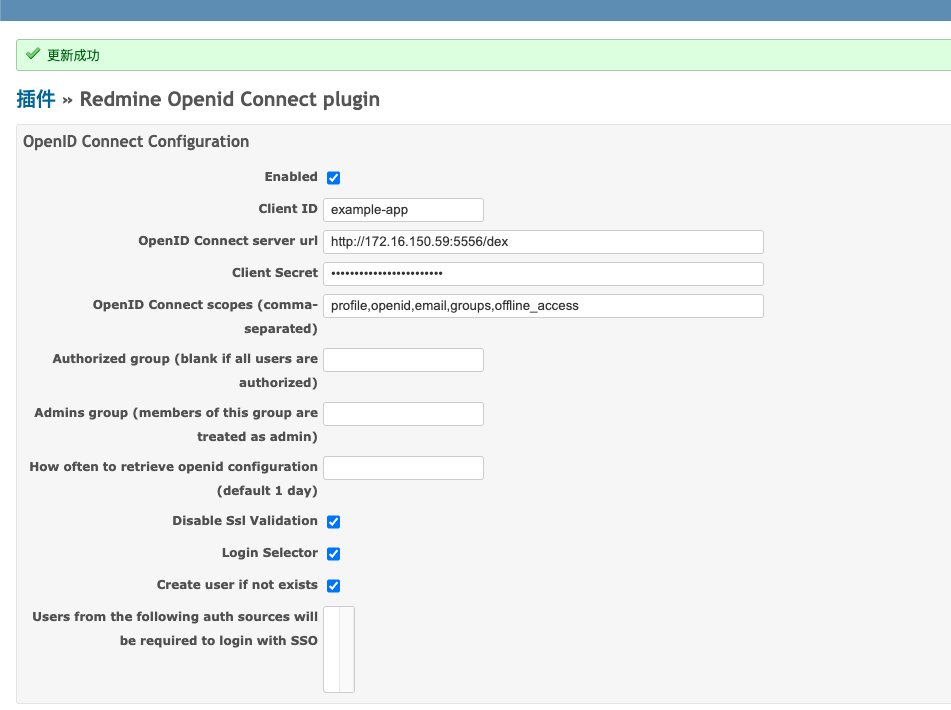 更新成功
插件 » Redmine Openid Connect plugin
OpenID Connect Configuration
Enabled
Client ID example-app
OpenID Connect server url http://172.16.150.59:5556/dex
Client Secret ••••••••••••••••••••••••
OpenID Connect scopes (comma- profile,openid,email,groups,offline_access
separated)
Authorized group (blank if all users are
authorized)
Admins group (members of this group are
treated as admin)
How often to retrieve openid configuration
(default 1 day)
Disable Ssl Validation
Login Selector
Create user if not exists
Users from the following auth sources will
be required to login with SSO